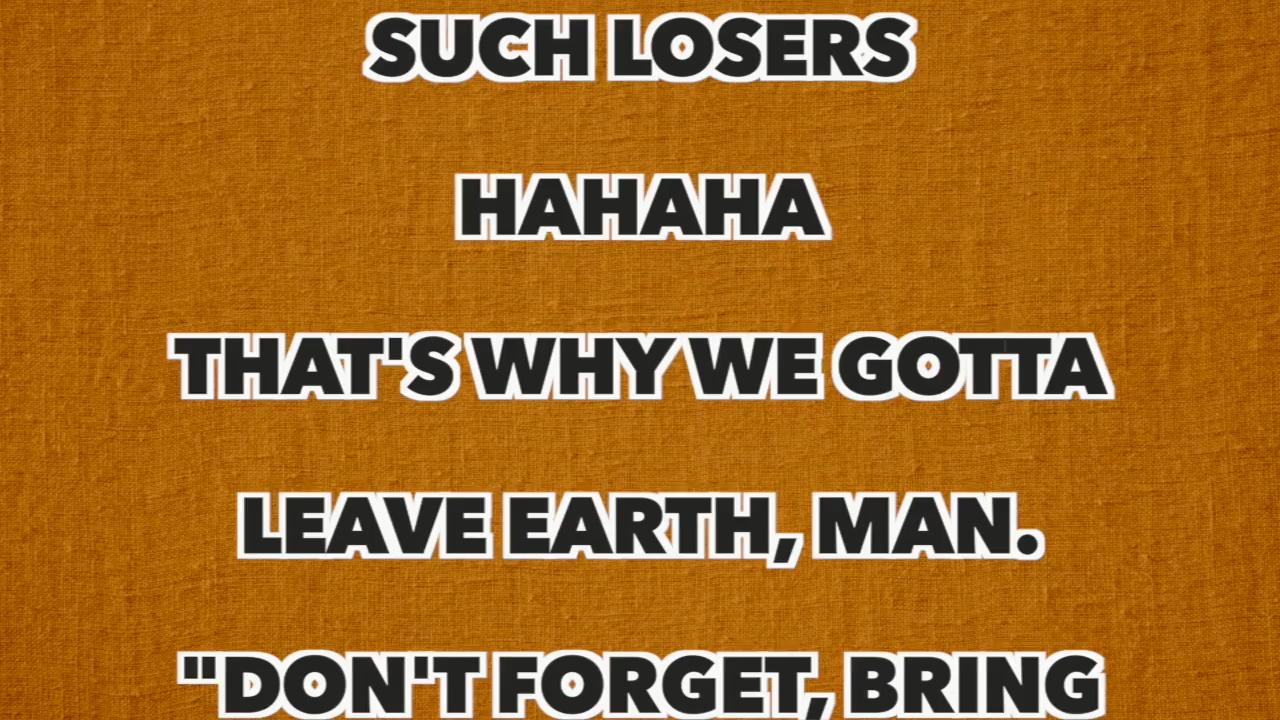 SUCH LOSERS
HAHAHA
THAT'S WHY WE GOTTA
LEAVE EARTH, MAN.
"DON'T FORGET, BRING